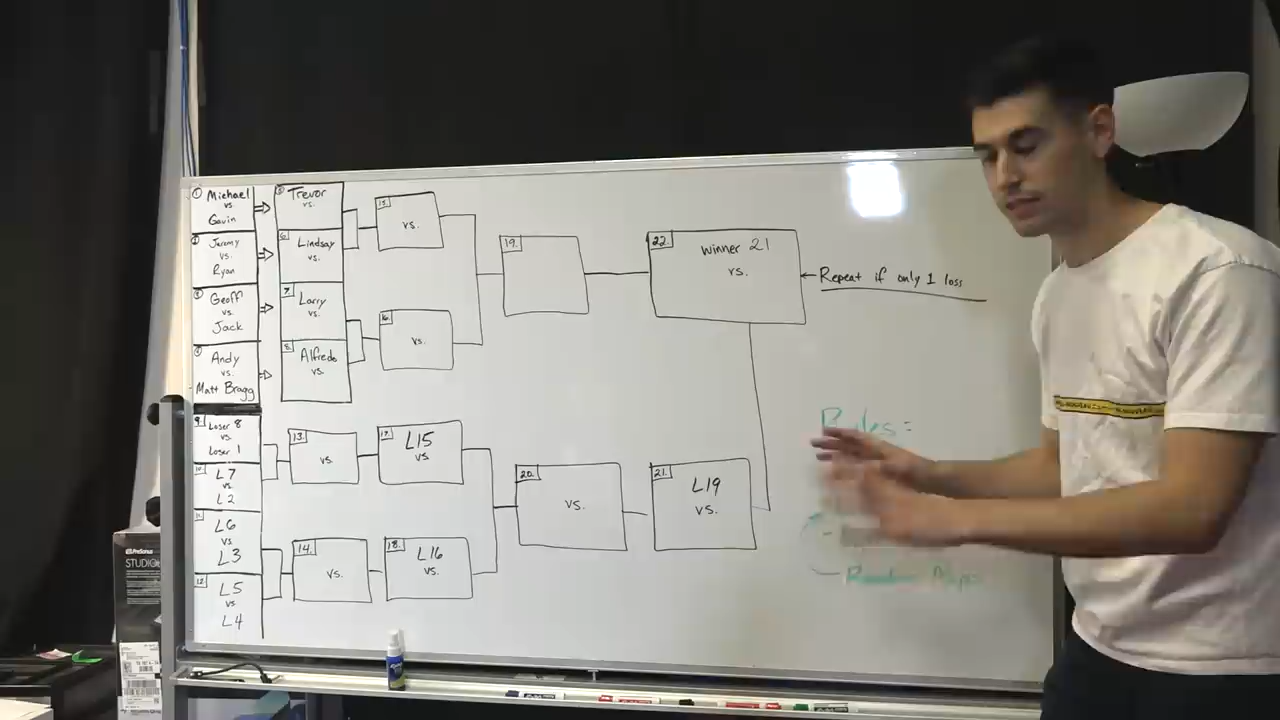 1 Michael
vs
Gavin
2 Jeremy
vs.
Ryan
3 Geoff
vs.
Jack
4 Andy
vs.
Matt Bragg
5 Trevor
vs.
6. Lindsay
vs.
7. Larry
vs.
8. Alfredo
vs.
9. Loser 8
vs
Loser 1
10. L7
vs
L2
11. L6
vs
L3
12. L5
vs
L4
13.
vs.
14.
vs.
15.
vs.
16.
vs.
17. L15
vs.
18. L16
vs.
19.
20.
vs.
21. L19
vs.
22. Winner 21
vs.
Repeat if only 1 loss
Rules:
Random Maps
PreSonus
STUDIO